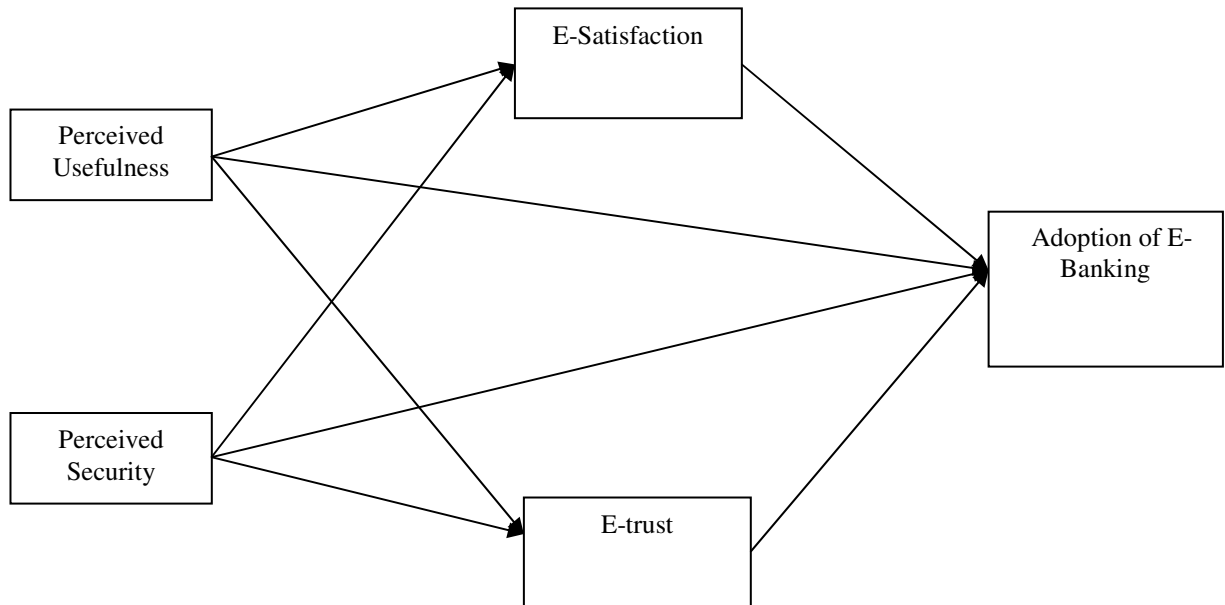 E-Satisfaction
Perceived
Usefulness
Adoption of E-
Banking
Perceived
Security
E-trust